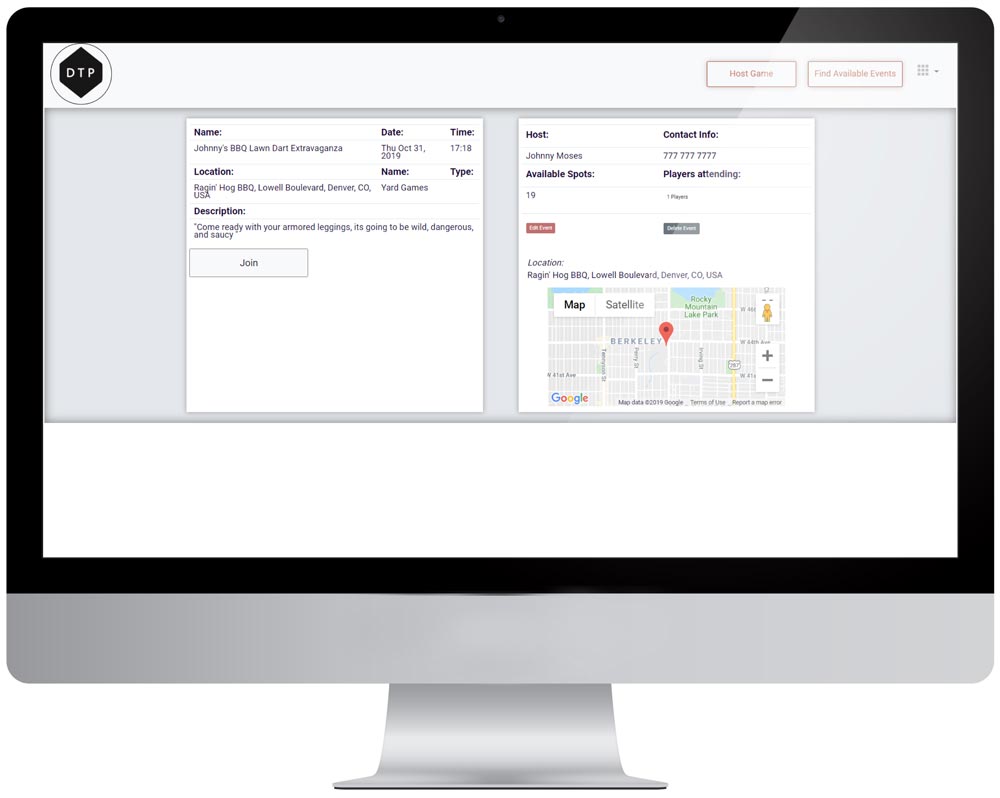 DTP
Host Game
Find Available Events
Name:
Date:
Time:
Johnny's BBQ Lawn Dart Extravaganza
Thu Oct 31,
2019
17:18
Location:
Name:
Type:
Ragin' Hog BBQ, Lowell Boulevard, Denver, CO,
USA
Yard Games
Description:
"Come ready with your armored leggings, its going to be wild, dangerous,
and saucy "
Join
Host:
Contact Info:
Johnny Moses
777 777 7777
Available Spots:
Players attending:
19
1 Players
Edit Event
Delete Event
Location:
Ragin' Hog BBQ, Lowell Boulevard, Denver, CO, USA
Map
Satellite
Rocky
Mountain
Lake Park
W 46t
BERKELEY
W 44th Ave
Tennyson St
Perry St
Irving St
287
W 41st Ave
W 41s
Google
Map data ©2019 Google
Terms of Use
Report a map error